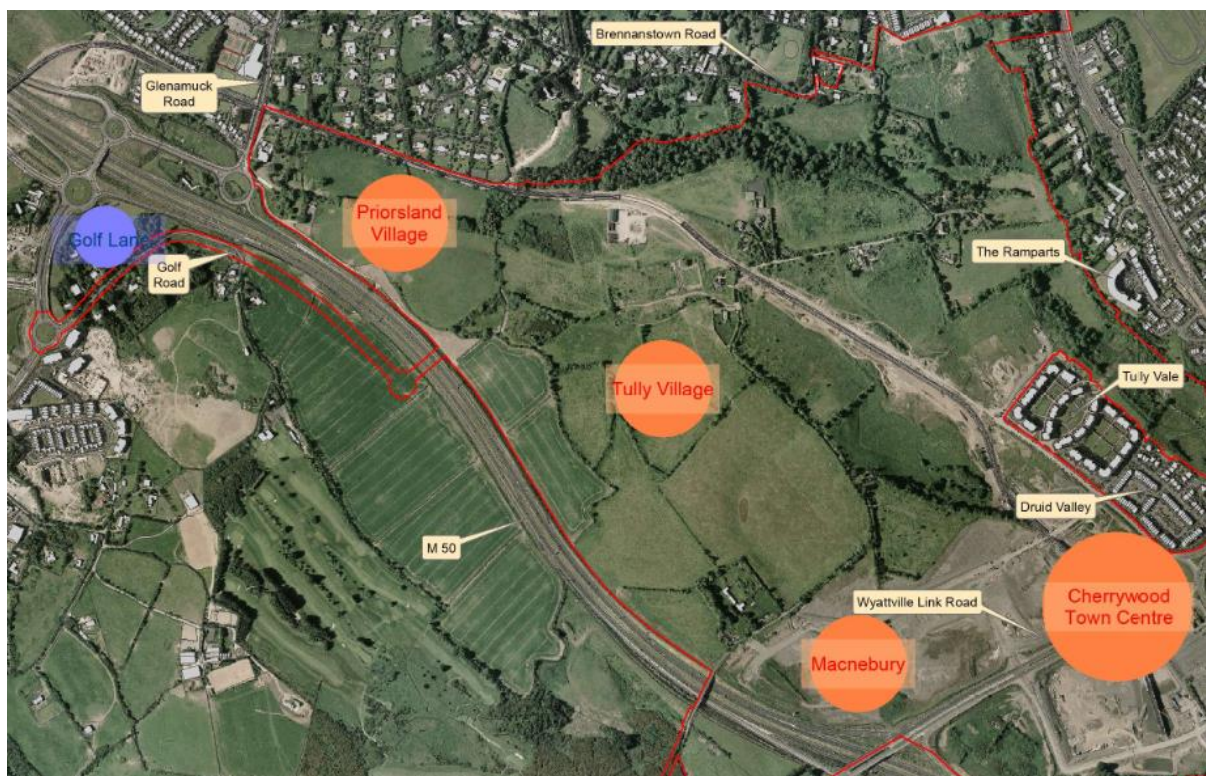 Brennanstown Road
Glenamuck
Road
Priorsland
Village
Golf Lane
Golf
Road
The Ramparts
Tully Vale
Tully Village
Druid Valley
M 50
Wyattville Link Road
Cherrywood
Town Centre
Macnebury